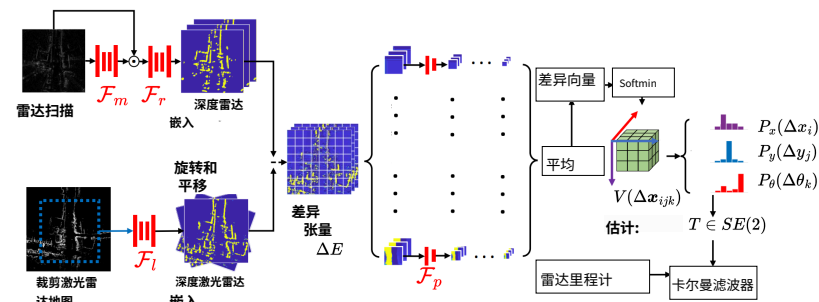 雷达扫描
ℱₘ
ℱᵣ
深度雷达
嵌入
旋转和
平移
裁剪激光雷
达地图
ℱₗ
深度激光雷达
嵌入
差异
张量
ΔE
ℱₚ
差异向量
Softmin
平均
V(Δ𝒙ᵢⱼₖ)
Pₓ(Δxᵢ)
P_y(Δyⱼ)
P_θ(Δθₖ)
估计:
T ∈ SE(2)
雷达里程计
卡尔曼滤波器